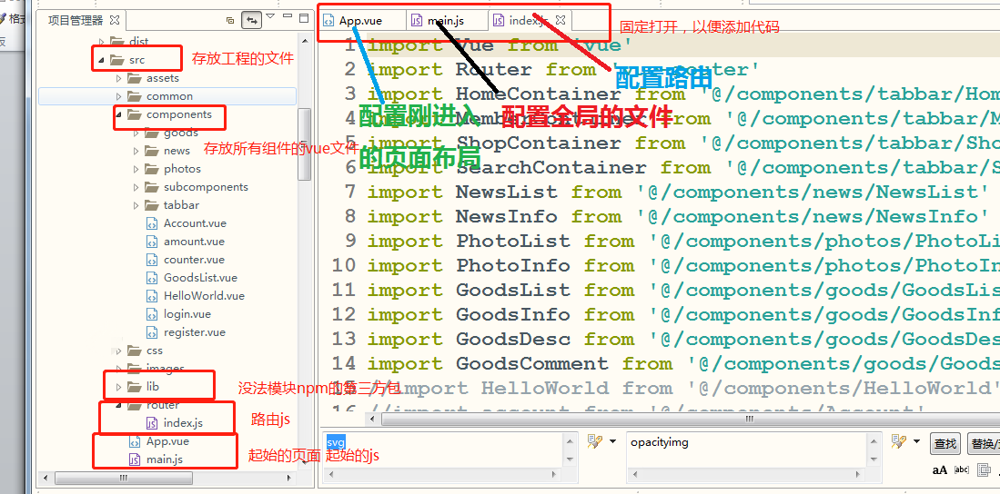 格式
项目管理器
App.vue
main.js
index.js
固定打开，以便添加代码
dist
src
存放工程的文件
assets
common
components
goods
存放所有组件的vue文件
news
photos
subcomponents
tabbar
Account.vue
amount.vue
counter.vue
GoodsList.vue
HelloWorld.vue
login.vue
register.vue
css
images
lib
没法模块npm的第三方包
router
index.js
路由js
App.vue
main.js
起始的页面 起始的js
配置刚进入
的页面布局
配置全局的文件
配置路由
1 import Vue from 'vue'
2 import Router from 'router'
3 import HomeContainer from '@/components/tabbar/Hom
4 import MemberContainer from '@/components/tabbar/M
5 import ShopContainer from '@/components/tabbar/Sho
6 import SearchContainer from '@/components/tabbar/S
7 import NewsList from '@/components/news/NewsList'
8 import NewsInfo from '@/components/news/NewsInfo'
9 import PhotoList from '@/components/photos/PhotoLi
10 import PhotoInfo from '@/components/photos/PhotoIn
11 import GoodsList from '@/components/goods/GoodsLis
12 import GoodsInfo from '@/components/goods/GoodsInf
13 import GoodsDesc from '@/components/goods/GoodsDes
14 import GoodsComment from '@/components/goods/Goods
15 //import HelloWorld from '@/components/HelloWorld'
16 //import account from '@/components/Account'
svg
opacityimg
查找
替换/
aA
[abc]